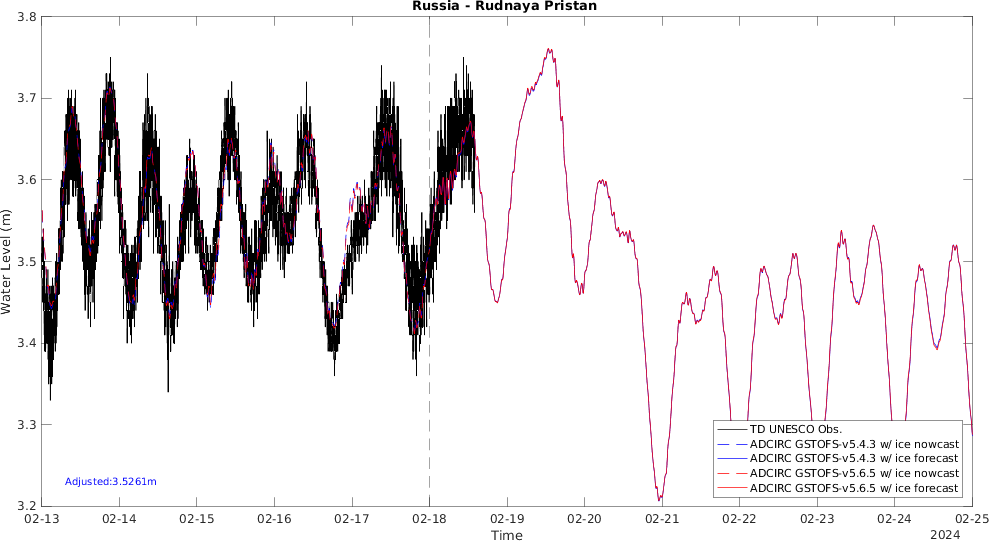 Russia - Rudnaya Pristan
3.8
3.7
3.6
3.5
3.4
3.3
3.2
Water Level (m)
Adjusted:3.5261m
TD UNESCO Obs.
ADCIRC GSTOFS-v5.4.3 w/ ice nowcast
ADCIRC GSTOFS-v5.4.3 w/ ice forecast
ADCIRC GSTOFS-v5.6.5 w/ ice nowcast
ADCIRC GSTOFS-v5.6.5 w/ ice forecast
02-13 02-14 02-15 02-16 02-17 02-18 02-19 02-20 02-21 02-22 02-23 02-24 02-25
Time
2024